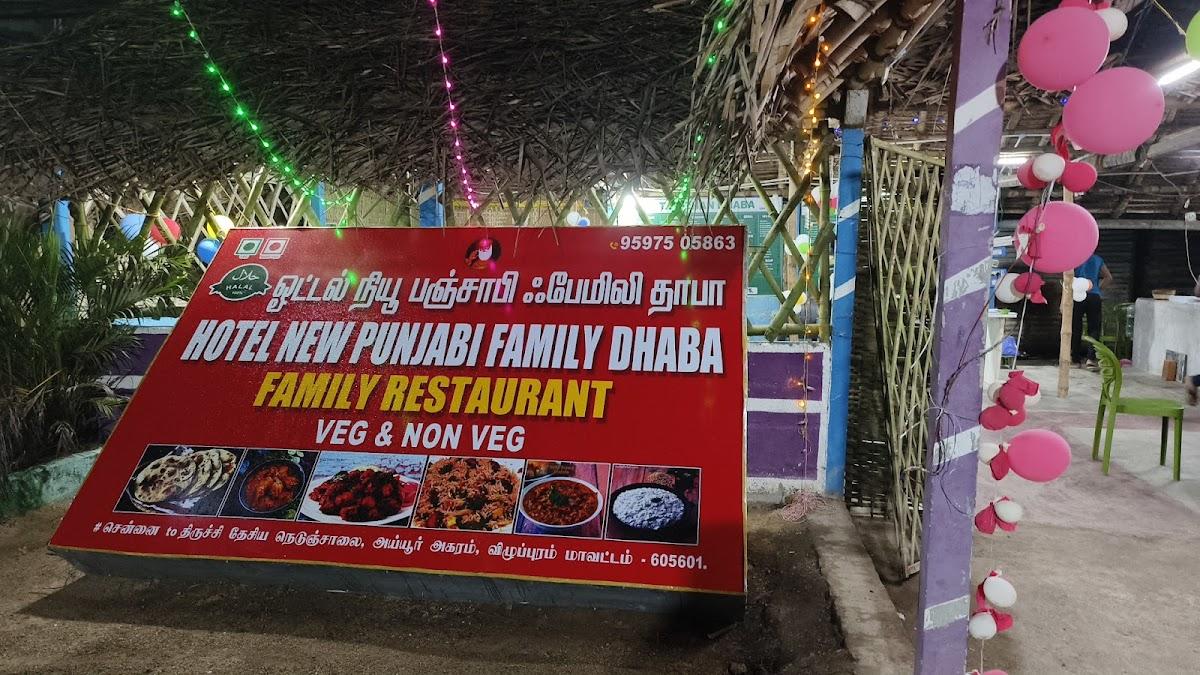 95975 05863
حلال
HALAL
ஓட்டல் நியூ பஞ்சாபி ஃபேமிலி தாபா
HOTEL NEW PUNJABI FAMILY DHABA
FAMILY RESTAURANT
VEG & NON VEG
# சென்னை to திருச்சி தேசிய நெடுஞ்சாலை, அய்யூர் அகரம், விழுப்புரம் மாவட்டம் - 605601.